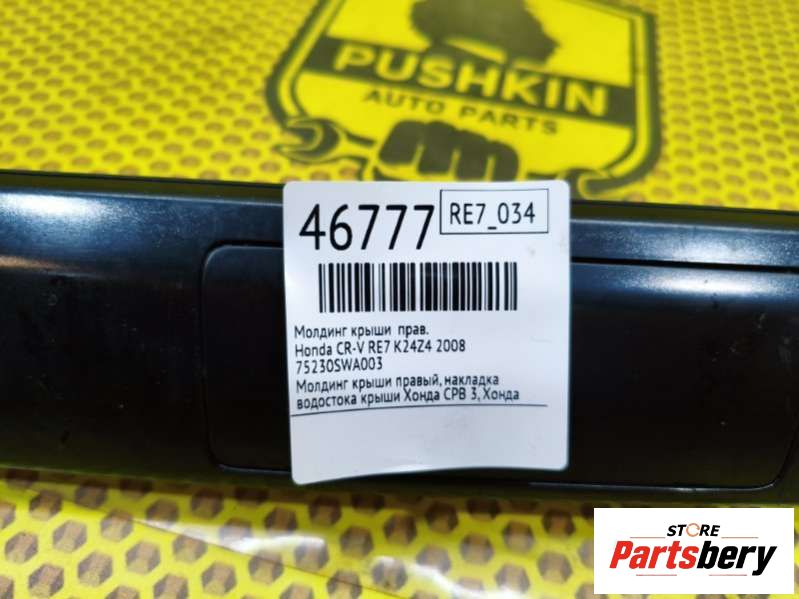 PUSHKIN
AUTO PARTS
46777
RE7_034
Молдинг крыши прав.
Honda CR-V RE7 K24Z4 2008
75230SWA003
Молдинг крыши правый, накладка
водостока крыши Хонда СРВ 3, Хонда
STORE
Partsbery